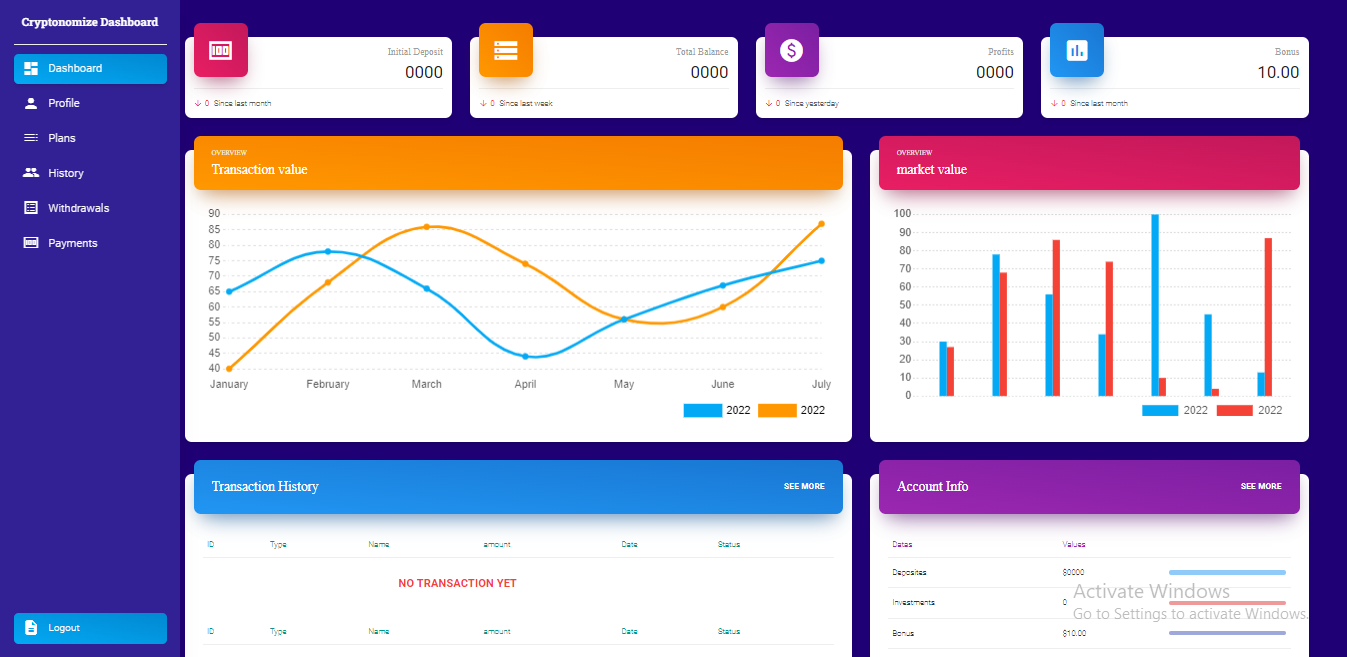 Cryptonomize Dashboard
Dashboard
Profile
Plans
History
Withdrawals
Payments
Logout
Initial Deposit
0000
0 Since last month
Total Balance
0000
0 Since last week
$
Profits
0000
0 Since yesterday
Bonus
10.00
0 Since last month
OVERVIEW
Transaction value
90
85
80
75
70
65
60
55
50
45
40
January February March April May June July
2022 2022
OVERVIEW
market value
100
90
80
70
60
50
40
30
20
10
0
2022 2022
Transaction History SEE MORE
ID Type Name amount Date Status
NO TRANSACTION YET
ID Type Name amount Date Status
Account Info SEE MORE
Datas Values
Deposites $0000
Investments 0
Bonus $10.00
Activate Windows
Go to Settings to activate Windows.